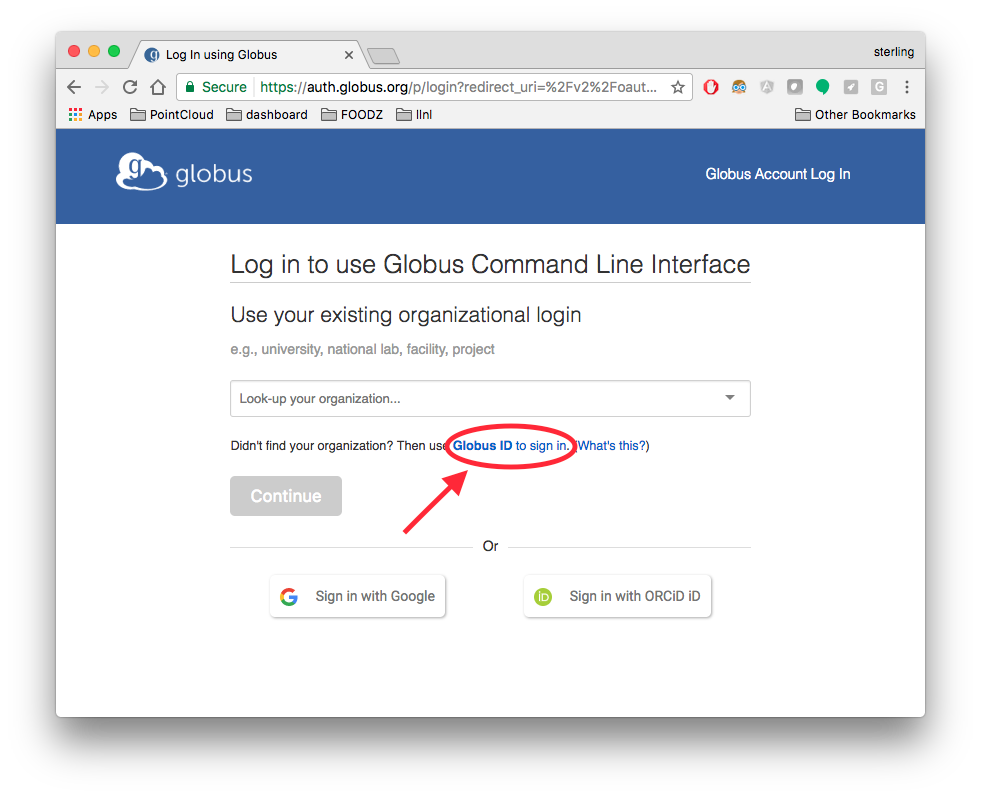 Log In using Globus
sterling
Secure https://auth.globus.org/p/login?redirect_uri=%2Fv2%2Foaut...
Apps PointCloud dashboard FOODZ llnl Other Bookmarks
globus
Globus Account Log In
Log in to use Globus Command Line Interface
Use your existing organizational login
e.g., university, national lab, facility, project
Look-up your organization...
Didn't find your organization? Then use Globus ID to sign in. (What's this?)
Continue
Or
Sign in with Google
Sign in with ORCiD iD